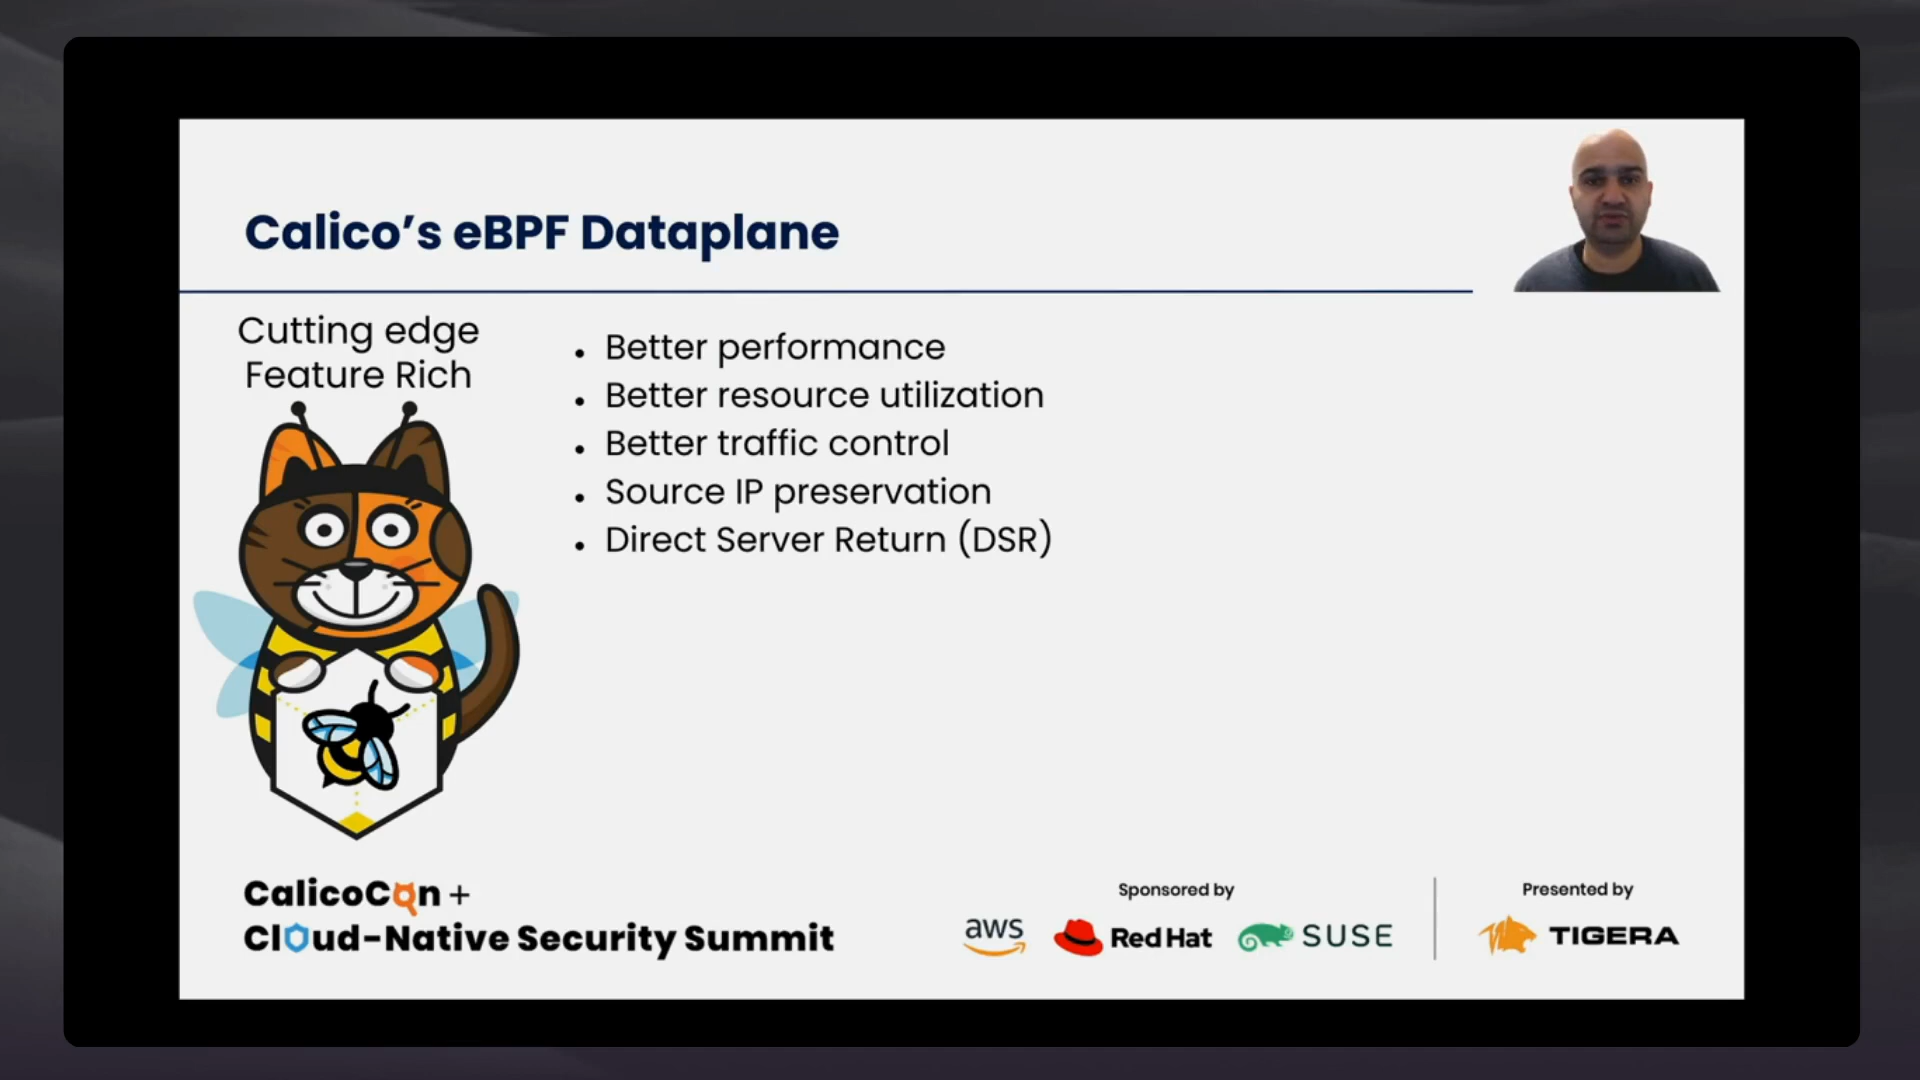 Calico’s eBPF Dataplane
Cutting edge
Feature Rich
• Better performance
• Better resource utilization
• Better traffic control
• Source IP preservation
• Direct Server Return (DSR)
CalicoCon +
Cloud-Native Security Summit
Sponsored by
aws
Red Hat
SUSE
Presented by
TIGERA